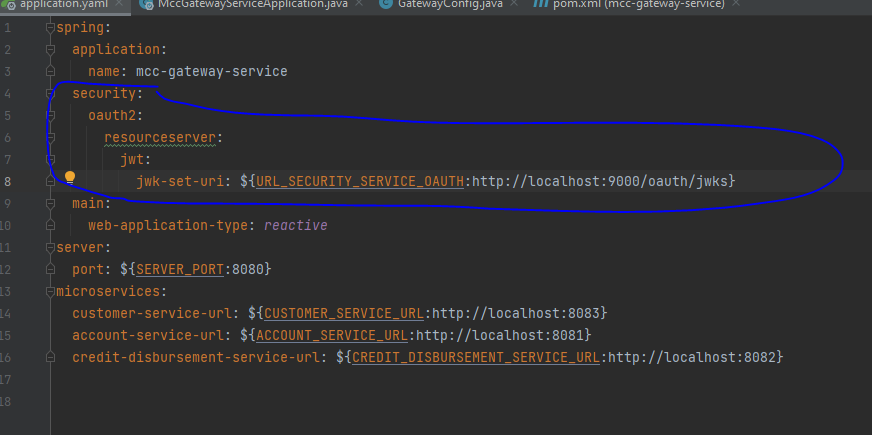 application.yaml MccGatewayServiceApplication.java GatewayConfig.java pom.xml (mcc-gateway-service)
1 spring:
2 application:
3 name: mcc-gateway-service
4 security:
5 oauth2:
6 resourceserver:
7 jwt:
8 jwk-set-uri: ${URL_SECURITY_SERVICE_OAUTH:http://localhost:9000/oauth/jwks}
9 main:
10 web-application-type: reactive
11 server:
12 port: ${SERVER_PORT:8080}
13 microservices:
14 customer-service-url: ${CUSTOMER_SERVICE_URL:http://localhost:8083}
15 account-service-url: ${ACCOUNT_SERVICE_URL:http://localhost:8081}
16 credit-disbursement-service-url: ${CREDIT_DISBURSEMENT_SERVICE_URL:http://localhost:8082}
17
18